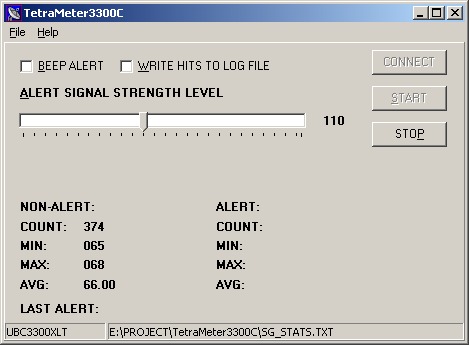 TetraMeter3300C
File Help
BEEP ALERT WRITE HITS TO LOG FILE
CONNECT
ALERT SIGNAL STRENGTH LEVEL
START
110
STOP
NON-ALERT: ALERT:
COUNT: 374 COUNT:
MIN: 065 MIN:
MAX: 068 MAX:
AVG: 66.00 AVG:
LAST ALERT:
UBC3300XLT E:\PROJECT\TetraMeter3300C\SG_STATS.TXT